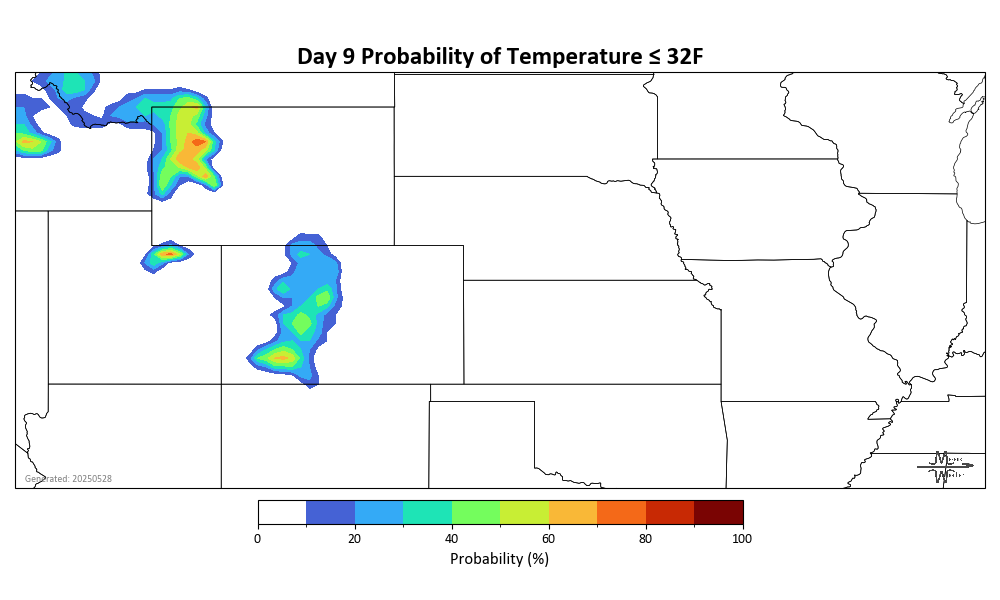 Day 9 Probability of Temperature ≤ 32F
Generated: 20250528
0 20 40 60 80 100
Probability (%)